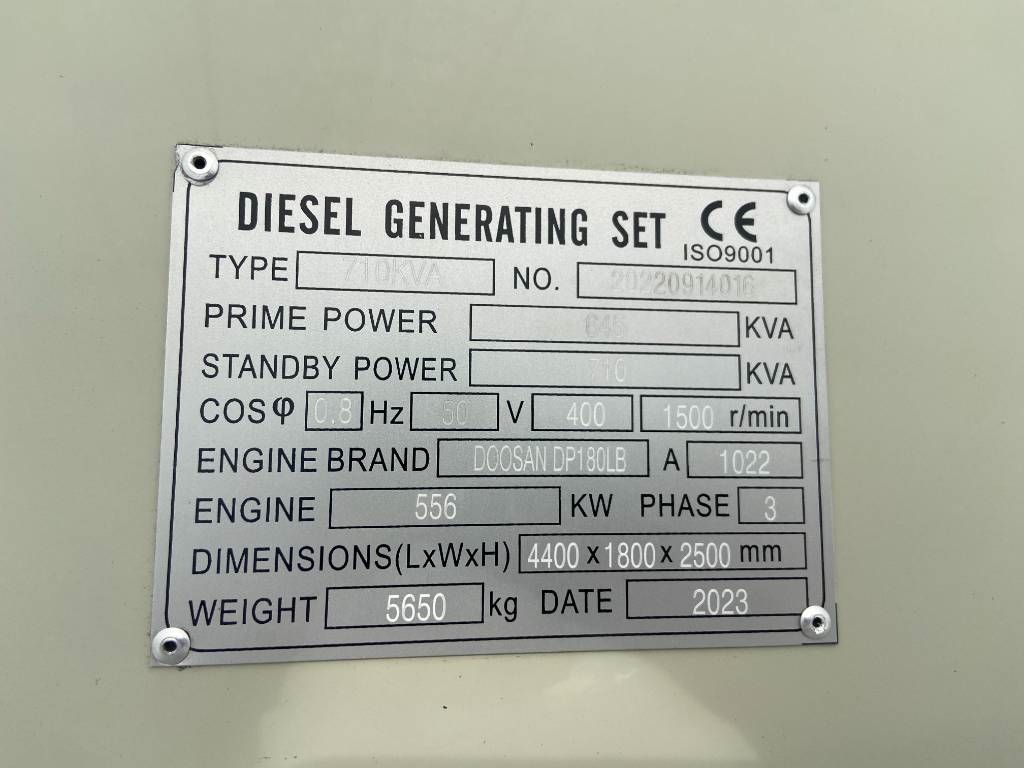 DIESEL GENERATING SET CE
ISO9001
TYPE 710KVA NO. 20220914016
PRIME POWER 645 KVA
STANDBY POWER 710 KVA
COSφ 0.8 Hz 50 V 400 1500 r/min
ENGINE BRAND DOOSAN DP180LB A 1022
ENGINE 556 KW PHASE 3
DIMENSIONS(LxWxH) 4400 x 1800 x 2500 mm
WEIGHT 5650 kg DATE 2023